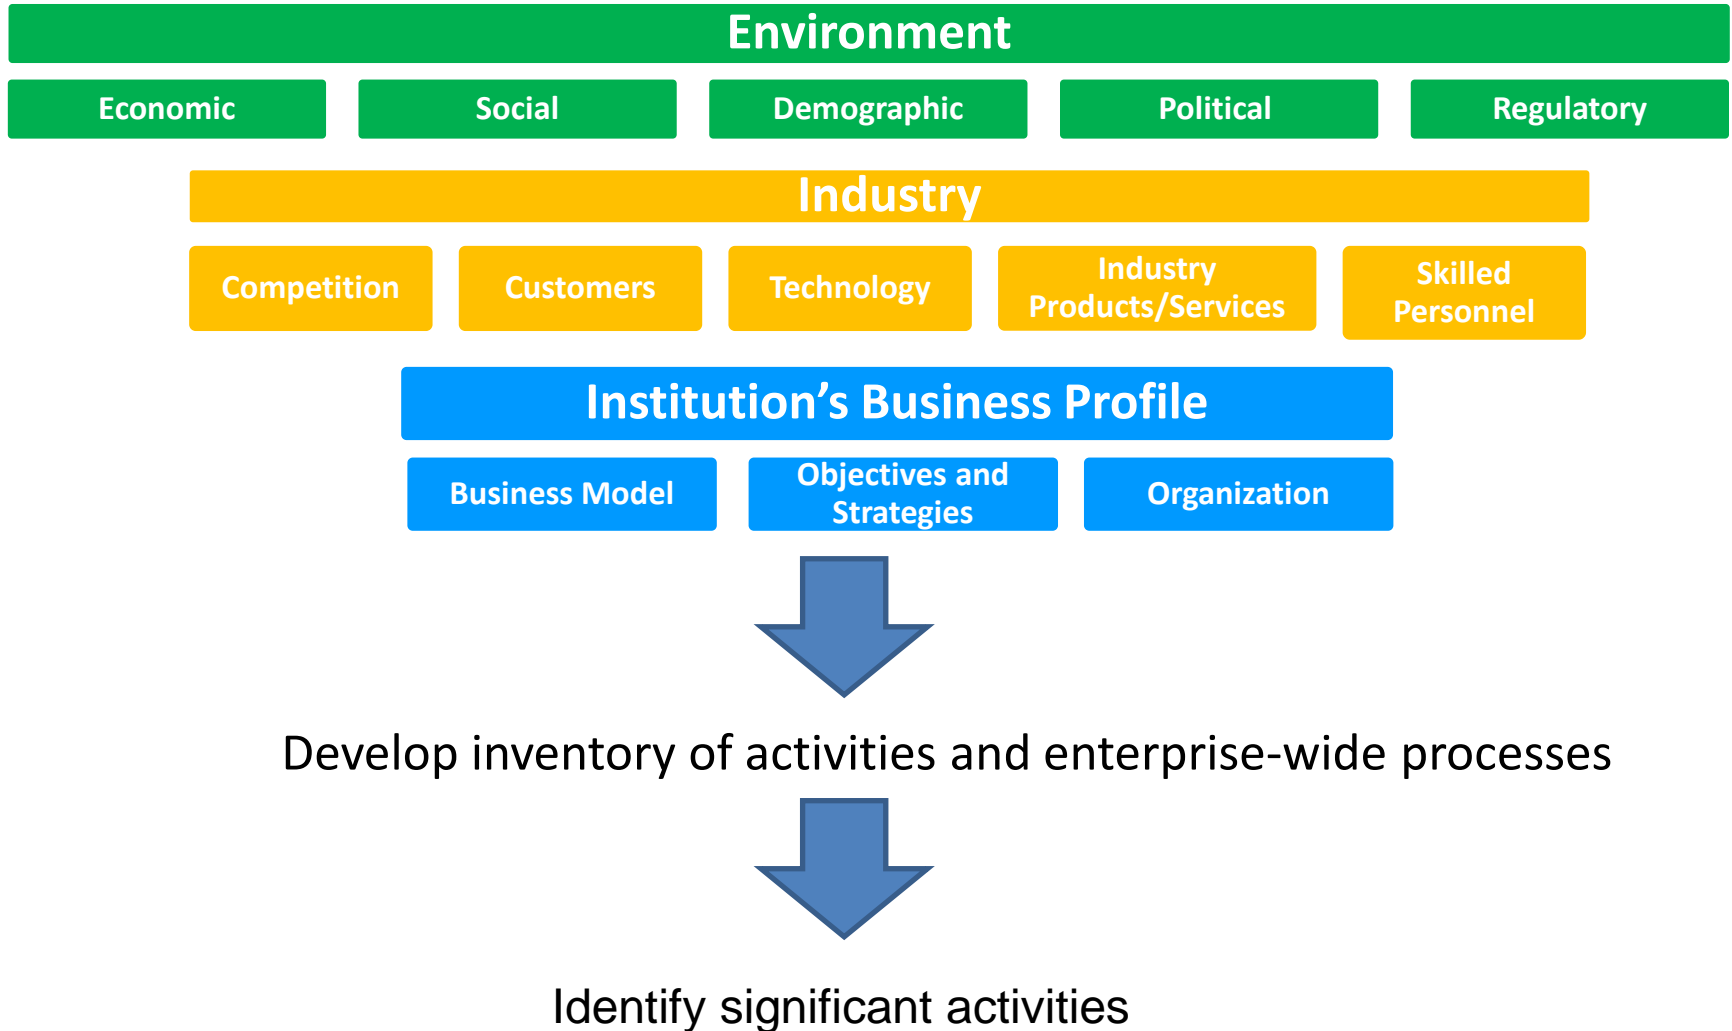 Environment
Economic
Social
Demographic
Political
Regulatory
Industry
Competition
Customers
Technology
Industry
Products/Services
Skilled
Personnel
Institution’s Business Profile
Business Model
Objectives and
Strategies
Organization
Develop inventory of activities and enterprise-wide processes
Identify significant activities